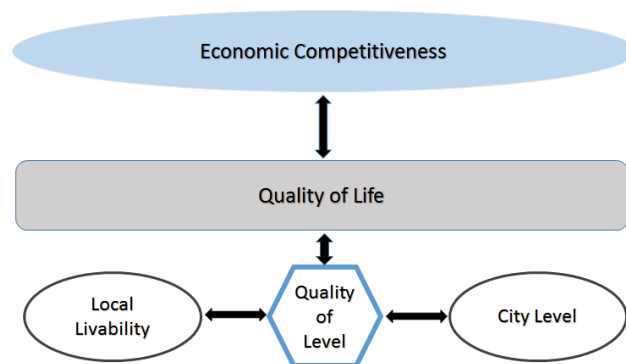 Economic Competitiveness
Quality of Life
Local
Livability
Quality
of
Level
City Level